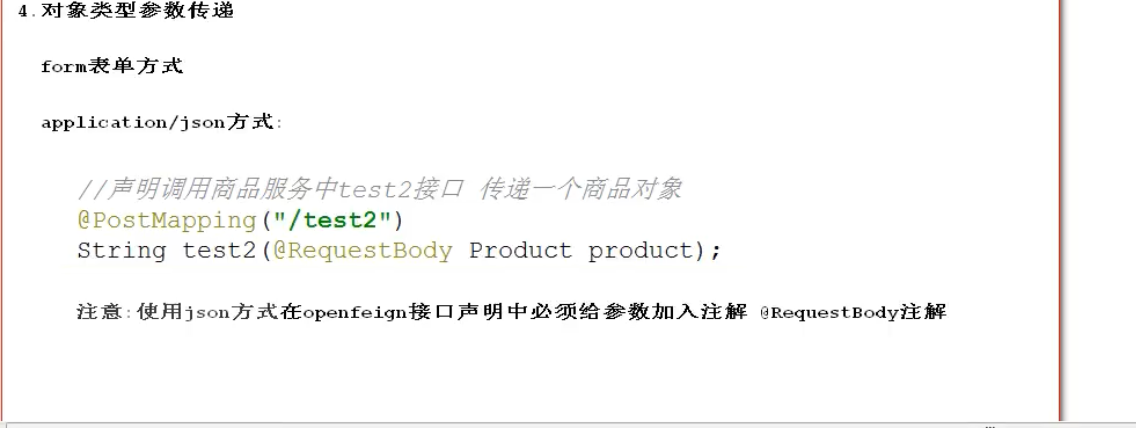 4.对象类型参数传递
form表单方式
application/json方式:
//声明调用商品服务中test2接口 传递一个商品对象
@PostMapping("/test2")
String test2(@RequestBody Product product);
注意:使用json方式在openfeign接口声明中必须给参数加入注解 @RequestBody注解